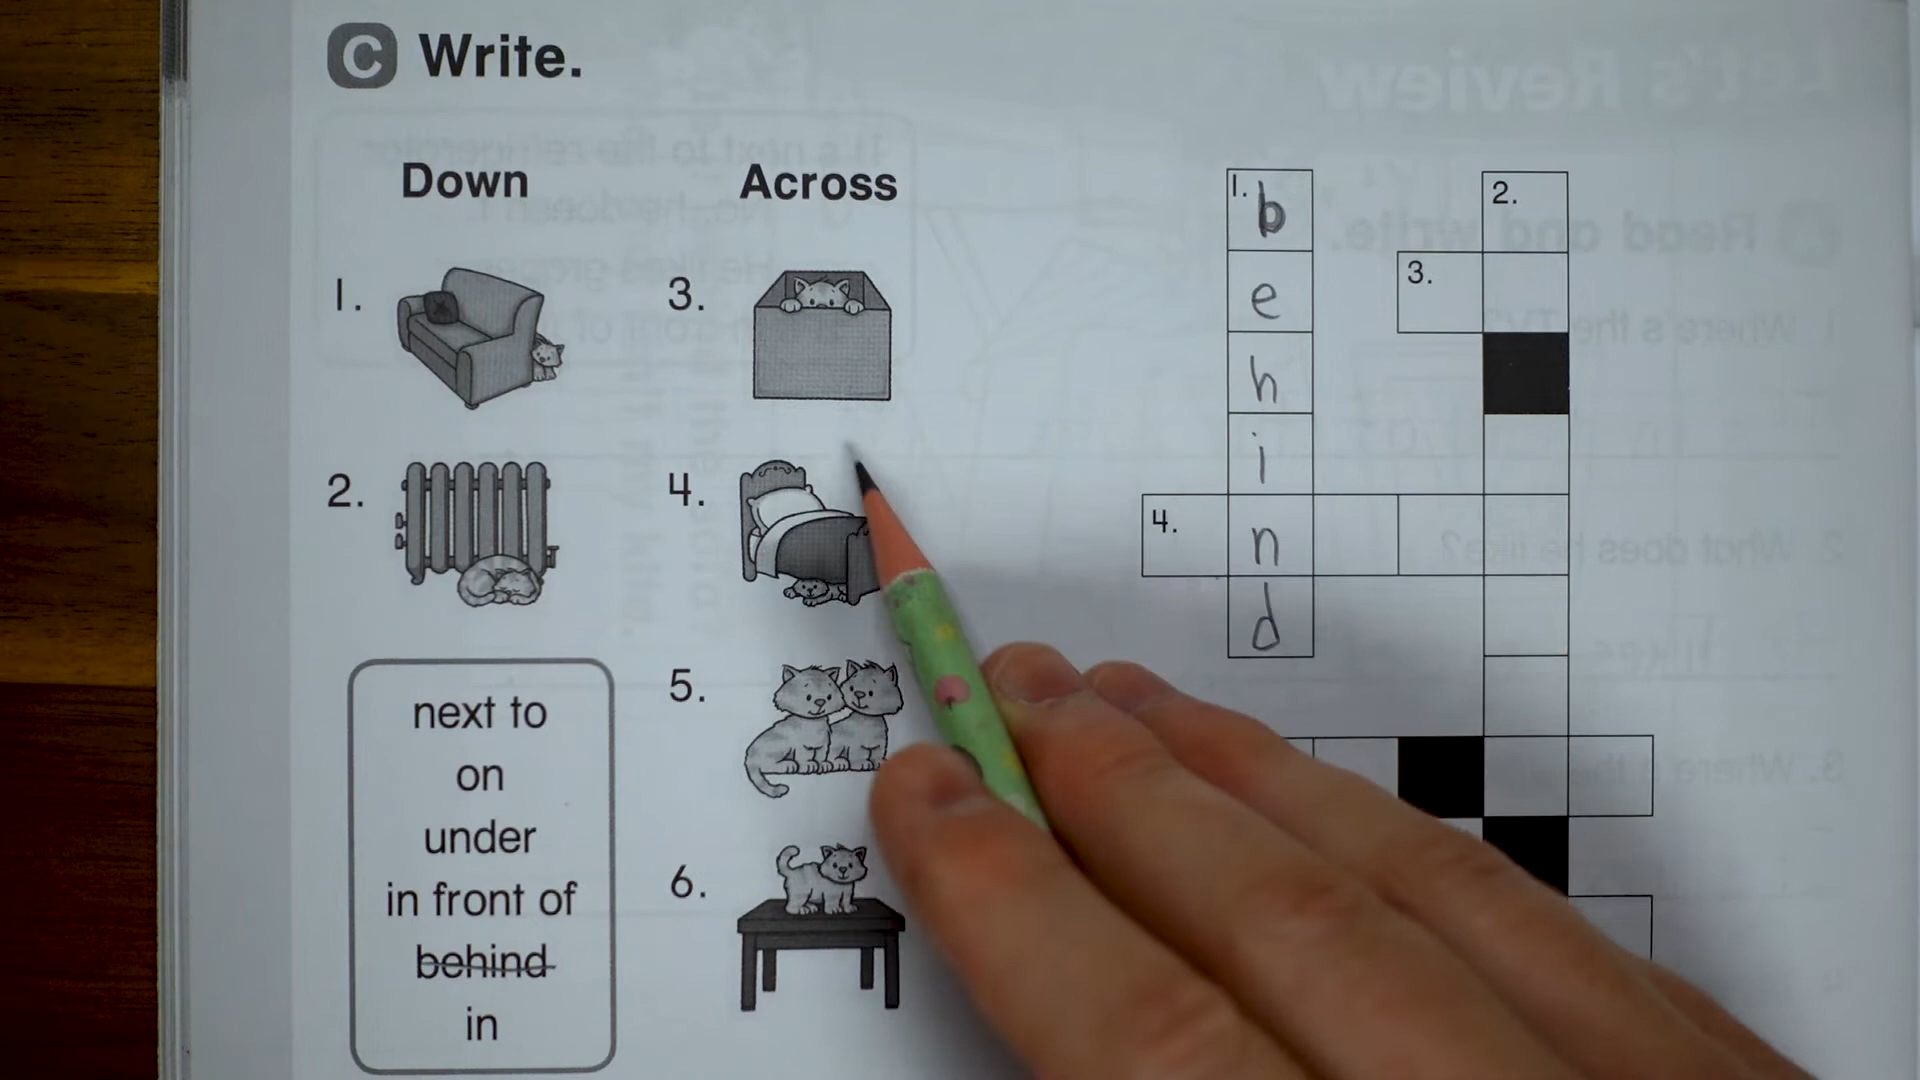 C Write.
Down Across
1. 3.
2. 4.
5.
6.
next to
on
under
in front of
behind
in
1. b 2.
e 3.
h
i
4. n
d